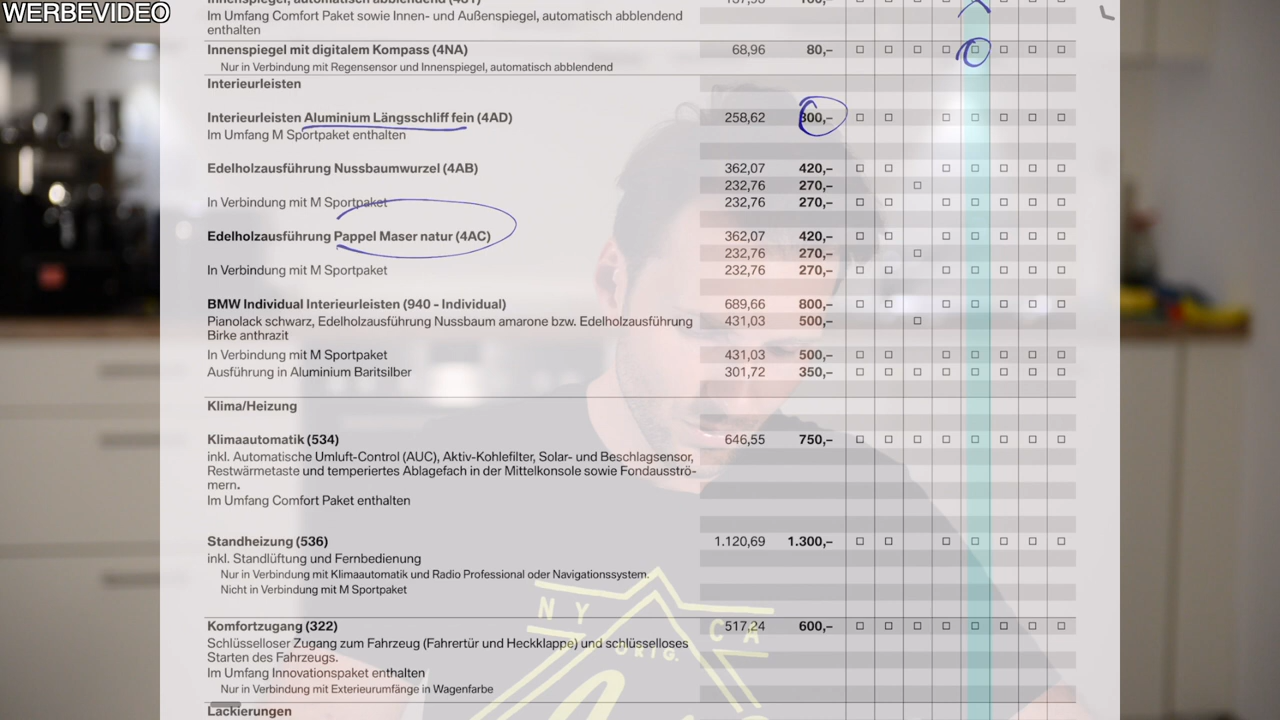 WERBEVIDEO
Im Umfang Comfort Paket sowie Innen- und Außenspiegel, automatisch abblendend
enthalten
Innenspiegel mit digitalem Kompass (4NA) 68,96 80,–
Nur in Verbindung mit Regensensor und Innenspiegel, automatisch abblendend
Interieurleisten
Interieurleisten Aluminium Längsschliff fein (4AD) 258,62 300,–
Im Umfang M Sportpaket enthalten
Edelholzausführung Nussbaumwurzel (4AB) 362,07 420,–
232,76 270,–
In Verbindung mit M Sportpaket 232,76 270,–
Edelholzausführung Pappel Maser natur (4AC) 362,07 420,–
232,76 270,–
In Verbindung mit M Sportpaket 232,76 270,–
BMW Individual Interieurleisten (940 - Individual) 689,66 800,–
Pianolack schwarz, Edelholzausführung Nussbaum amarone bzw. Edelholzausführung 431,03 500,–
Birke anthrazit
In Verbindung mit M Sportpaket 431,03 500,–
Ausführung in Aluminium Baritsilber 301,72 350,–
Klima/Heizung
Klimaautomatik (534) 646,55 750,–
inkl. Automatische Umluft-Control (AUC), Aktiv-Kohlefilter, Solar- und Beschlagsensor,
Restwärmetaste und temperiertes Ablagefach in der Mittelkonsole sowie Fondausströ-
mern.
Im Umfang Comfort Paket enthalten
Standheizung (536) 1.120,69 1.300,–
inkl. Standlüftung und Fernbedienung
Nur in Verbindung mit Klimaautomatik und Radio Professional oder Navigationssystem.
Nicht in Verbindung mit M Sportpaket
NY CA
ORIG.
Komfortzugang (322) 517,24 600,–
Schlüsselloser Zugang zum Fahrzeug (Fahrertür und Heckklappe) und schlüsselloses
Starten des Fahrzeugs.
Im Umfang Innovationspaket enthalten
Nur in Verbindung mit Exterieurumfänge in Wagenfarbe
Lackierungen